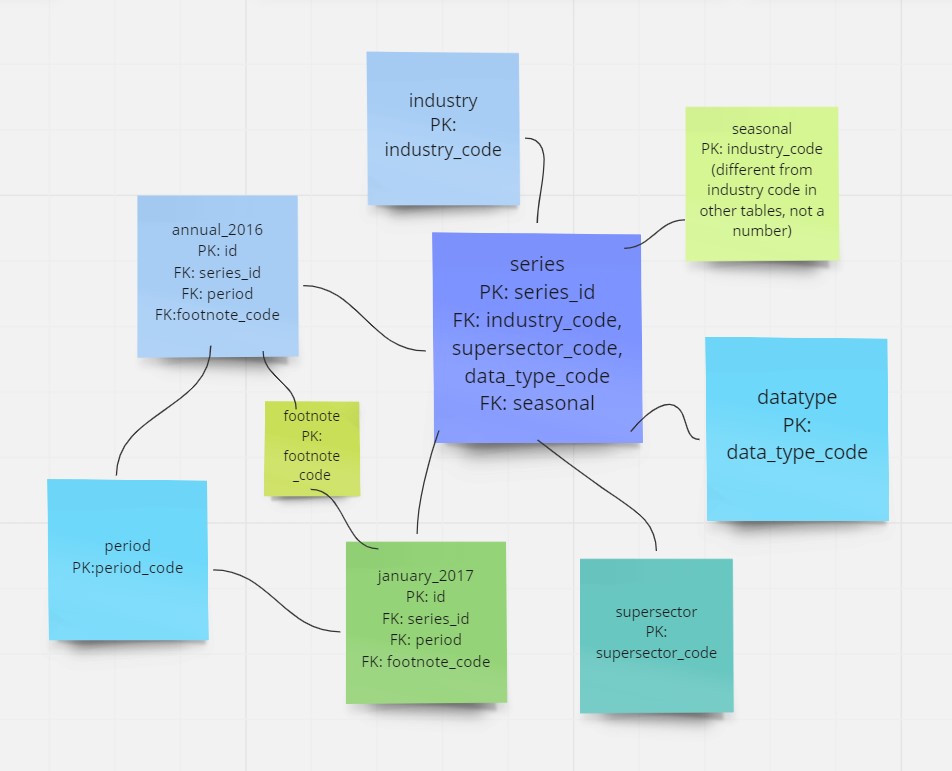 industry
PK:
industry_code
seasonal
PK: industry_code
(different from
industry code in
other tables, not a
number)
annual_2016
PK: id
FK: series_id
FK: period
FK:footnote_code
series
PK: series_id
FK: industry_code,
supersector_code,
data_type_code
FK: seasonal
datatype
PK:
data_type_code
footnote
PK:
footnote
_code
period
PK:period_code
january_2017
PK: id
FK: series_id
FK: period
FK: footnote_code
supersector
PK:
supersector_code